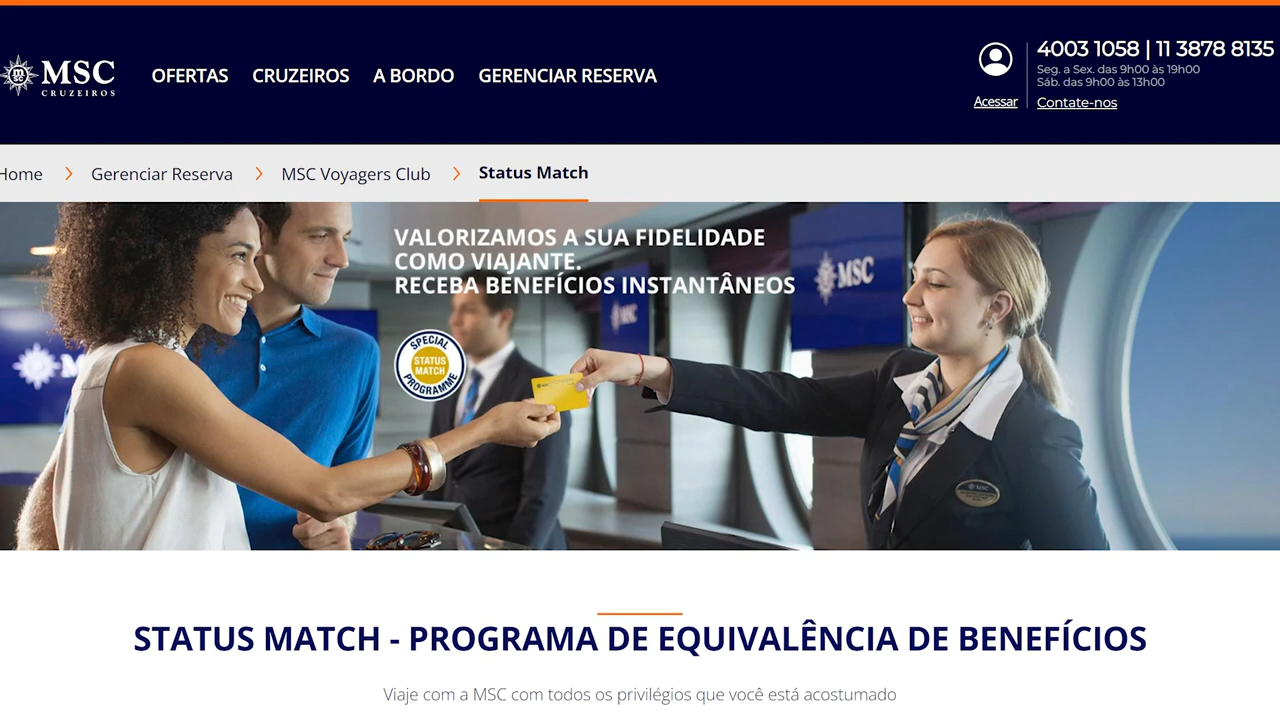 MSC
CRUZEIROS
OFERTAS
CRUZEIROS
A BORDO
GERENCIAR RESERVA
Acessar
4003 1058 | 11 3878 8135
Seg. a Sex. das 9h00 às 19h00
Sáb. das 9h00 às 13h00
Contate-nos
Home
Gerenciar Reserva
MSC Voyagers Club
Status Match
VALORIZAMOS A SUA FIDELIDADE
COMO VIAJANTE.
RECEBA BENEFÍCIOS INSTANTÂNEOS
SPECIAL
STATUS
MATCH
PROGRAMME
MSC
MSC
STATUS MATCH - PROGRAMA DE EQUIVALÊNCIA DE BENEFÍCIOS
Viaje com a MSC com todos os privilégios que você está acostumado